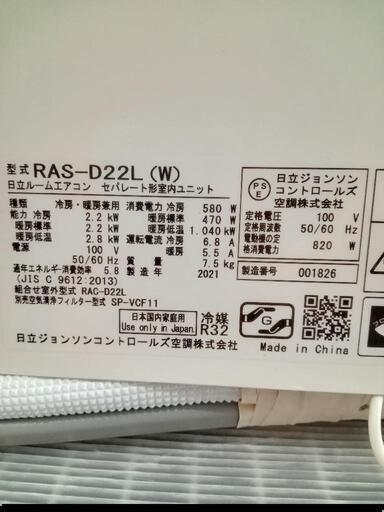 型式 RAS-D22L(W)
日立ルームエアコン セパレート形室内ユニット
種類 冷房・暖房兼用 消費電力 冷房 580 W
能力 冷房 2.2 kW 暖房標準 470 W
暖房標準 2.2 kW 暖房低温 1.040 kW
暖房低温 2.8 kW 運転電流 冷房 6.8 A
電源 100 V 暖房 5.5 A
50/60 Hz 質量 7.5 kg
通年エネルギー消費効率 5.8 製造年 2021
(JIS C 9612:2013)
組合せ室外型式 RAC-D22L
別売空気清浄フィルター型式 SP-VCF11
PS
E
日立ジョンソン
コントロールズ
空調株式会社
定格電圧 100 V
定格周波数 50/60 Hz
電動機の定格消費電力 820 W
製造番号 001826
日本国内家庭用
Use only in Japan.
冷媒
R32
G
日立ジョンソンコントロールズ空調株式会社
Made in China